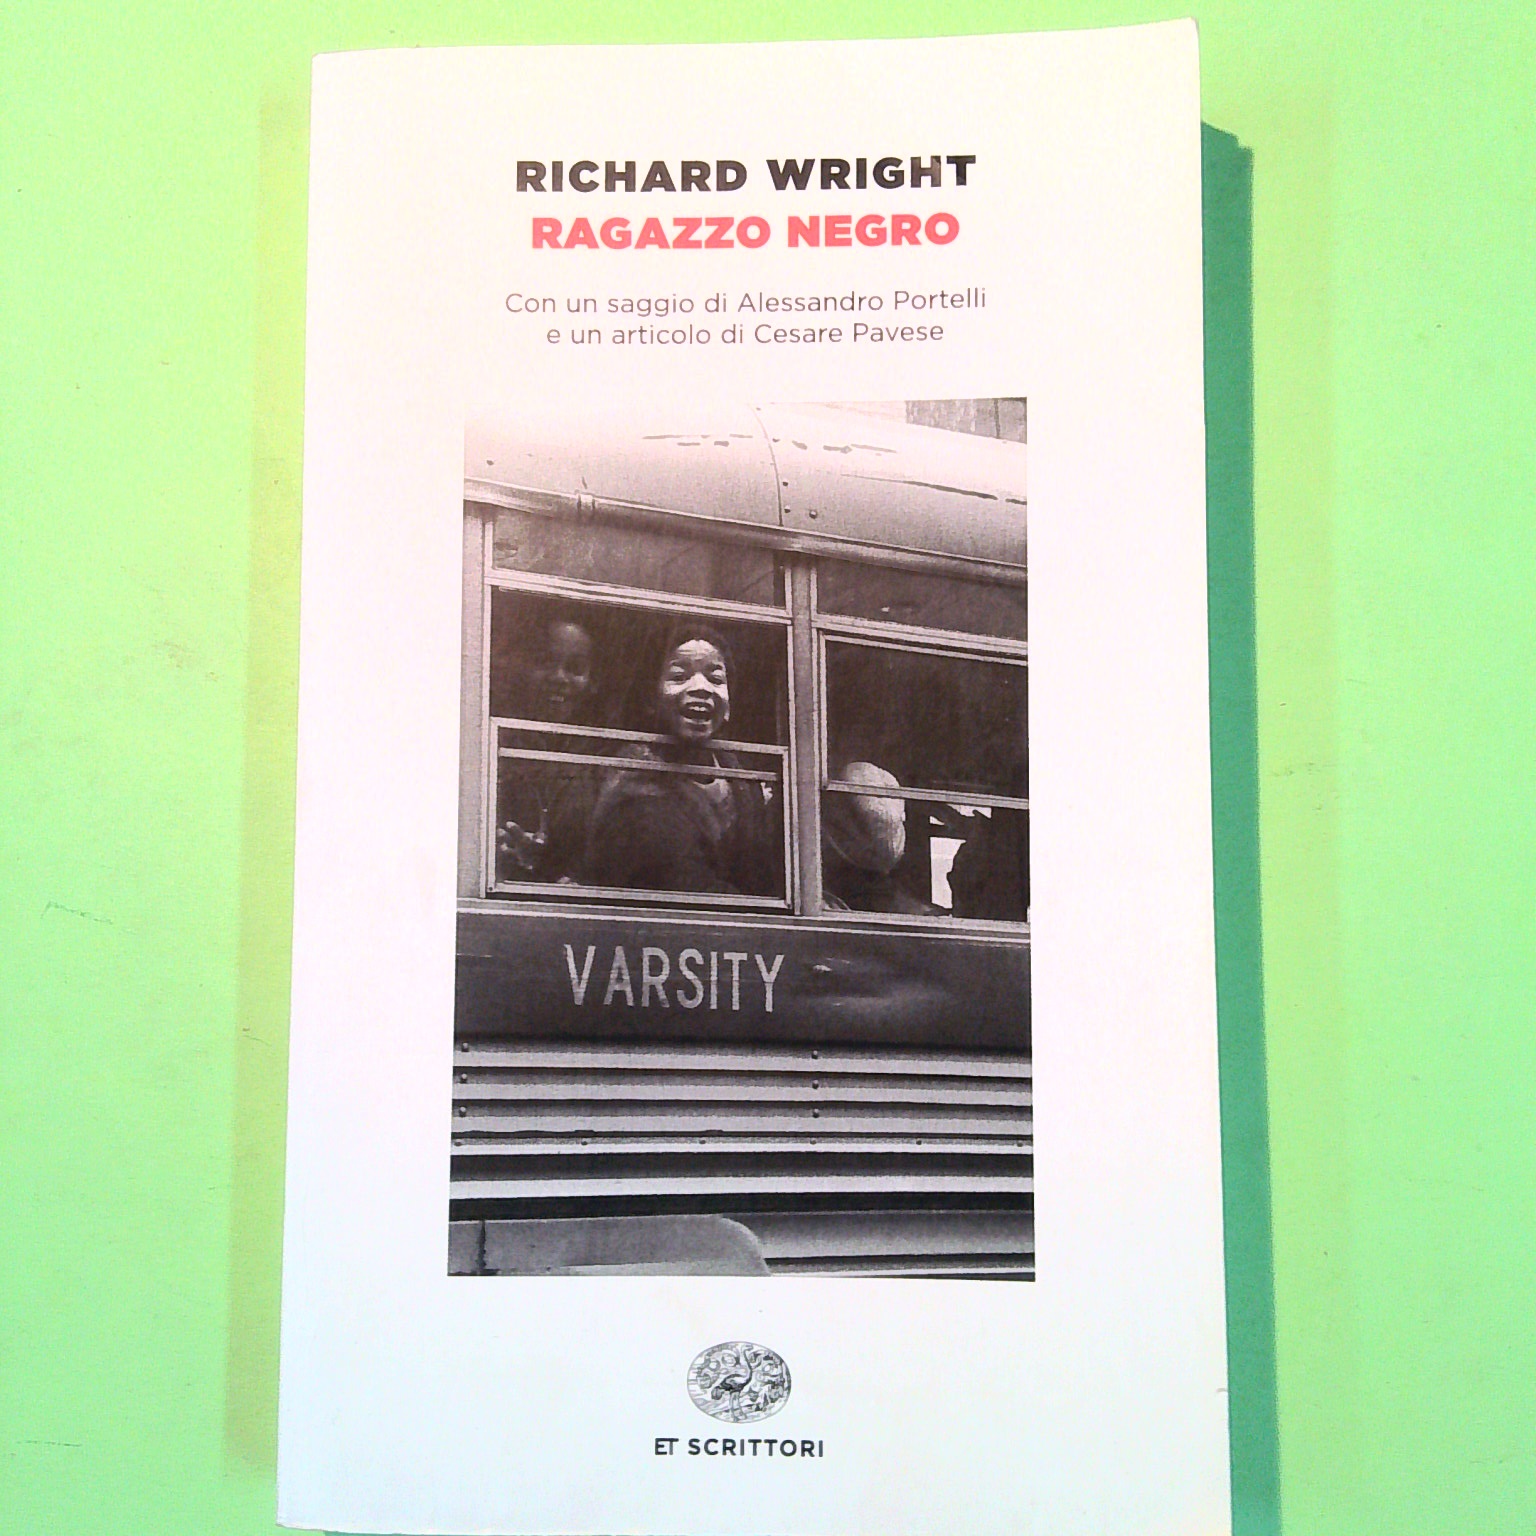 RICHARD WRIGHT
RAGAZZO NEGRO
Con un saggio di Alessandro Portelli
e un articolo di Cesare Pavese
VARSITY
ET SCRITTORI